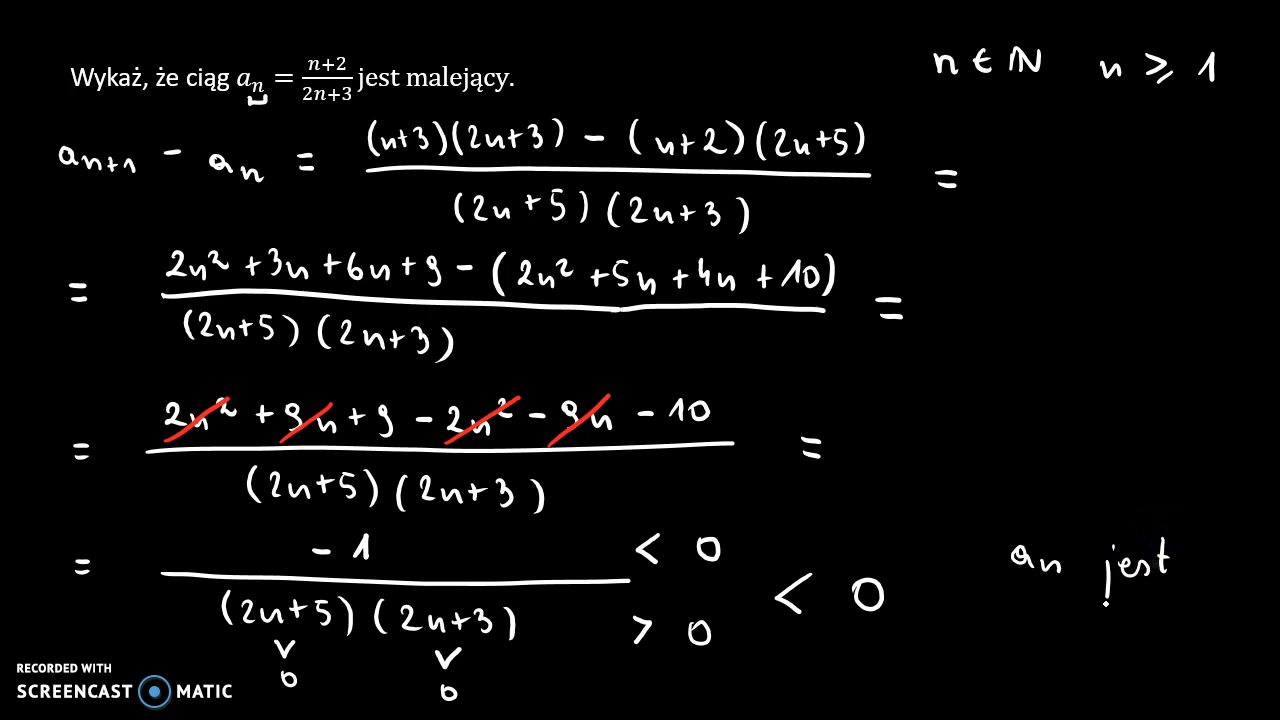 Wykaż, że ciąg aₙ = (n+2)/(2n+3) jest malejący.
n ∈ ℕ n ⩾ 1
aₙ₊₁ - aₙ = ((n+3)(2n+3) - (n+2)(2n+5))/((2n+5)(2n+3)) =
= (2n² + 3n + 6n + 9 - (2n² + 5n + 4n + 10))/((2n+5)(2n+3)) =
= (2n² + 9n + 9 - 2n² - 9n - 10)/((2n+5)(2n+3)) =
= -1/((2n+5)(2n+3)) < 0 > 0 < 0
v v
0 0
aₙ jest
RECORDED WITH
SCREENCAST MATIC